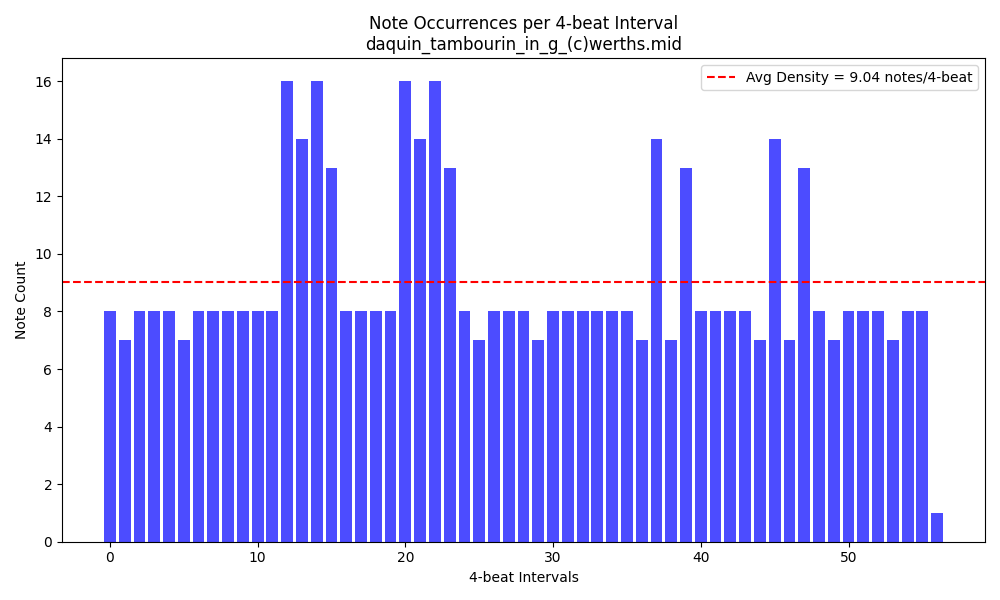 Note Occurrences per 4-beat Interval
daquin_tambourin_in_g_(c)werths.mid
Avg Density = 9.04 notes/4-beat
Note Count
16
14
12
10
8
6
4
2
0
0 10 20 30 40 50
4-beat Intervals